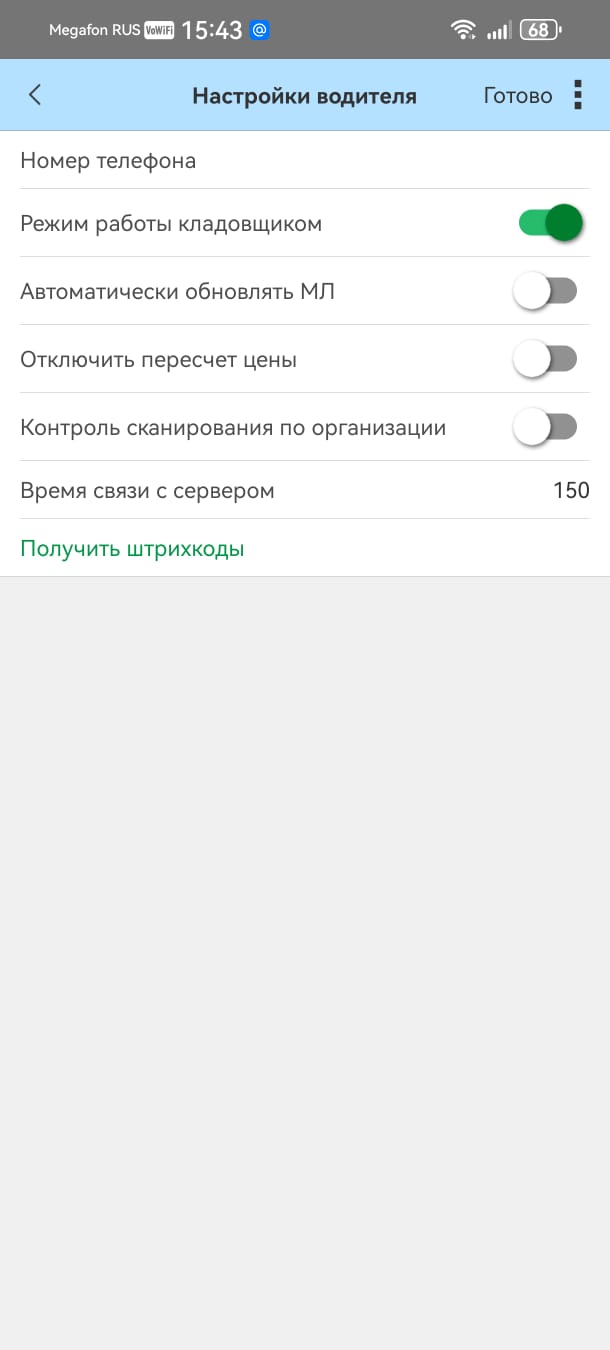 Megafon RUS VoWiFi 15:43 @ 68
Настройки водителя Готово
Номер телефона
Режим работы кладовщиком
Автоматически обновлять МЛ
Отключить пересчет цены
Контроль сканирования по организации
Время связи с сервером 150
Получить штрихкоды